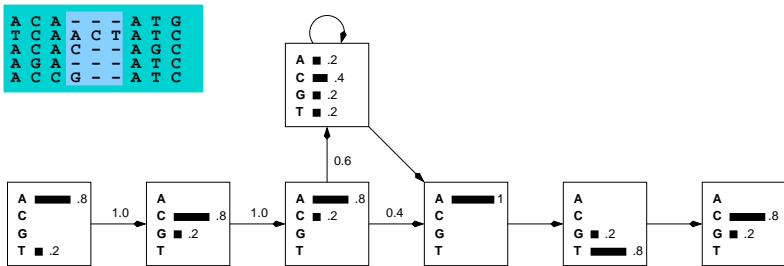 A C A - - - A T G
T C A A C T A T C
A C A C - - A G C
A G A - - - A T C
A C C G - - A T C
A .2
C .4
G .2
T .2
0.6
A .8
C
G
T .2
1.0
A
C .8
G .2
T
1.0
A .8
C .2
G
T
0.4
A 1
C
G
T
A
C
G .2
T .8
A
C .8
G .2
T